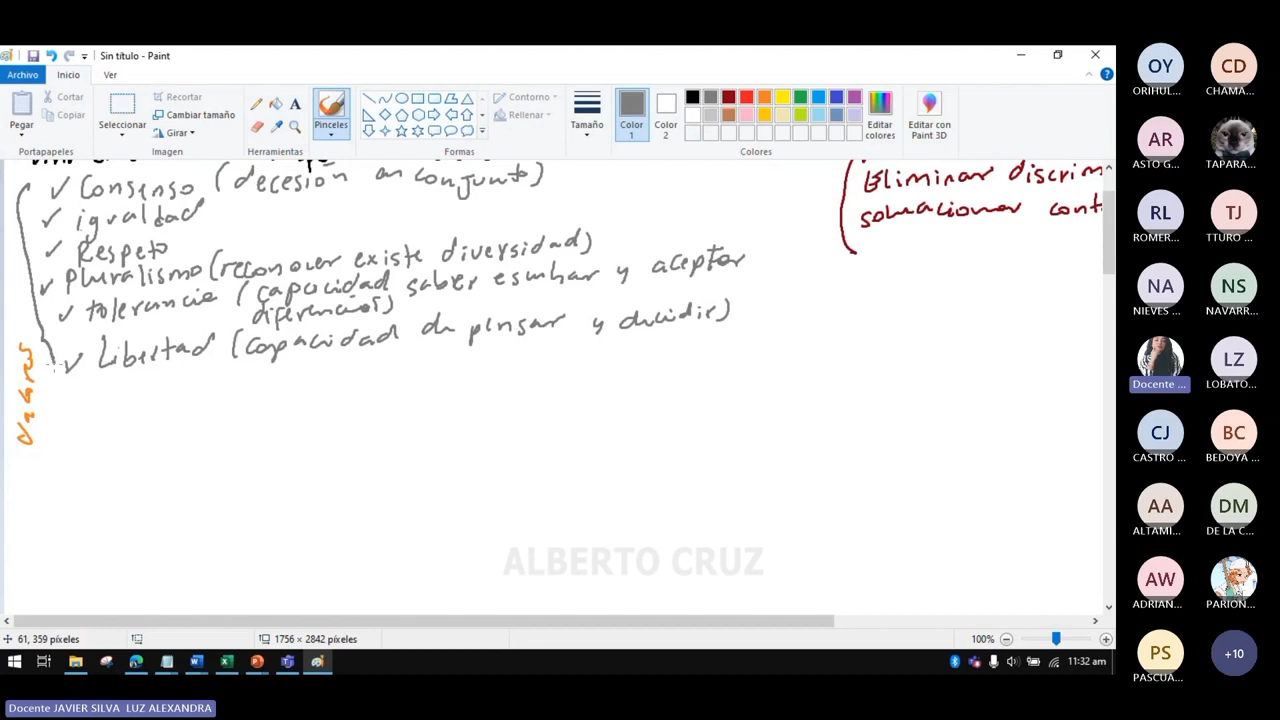 Sin título - Paint
Archivo Inicio Ver
Pegar
Cortar
Copiar
Portapapeles
Seleccionar
Recortar
Cambiar tamaño
Girar
Imagen
Herramientas
Pinceles
Contorno
Rellenar
Formas
Tamaño
Color 1
Color 2
Editar colores
Colores
Editar con Paint 3D
✓ Consenso (decesión en conjunto)
✓ igualdad
✓ Respeto
✓ Pluralismo (reconocer existe diversidad)
✓ tolerancia (capacidad saber escuhar y aceptar
diferencias)
✓ Libertad (capacidad de pensar y decidir)
Valores
Eliminar discrim
solucionar conf
ALBERTO CRUZ
61, 359 píxeles
1756 × 2842 píxeles
100%
11:32 am
OY
ORIHUL...
CD
CHAMA...
AR
ASTO G...
TAPARA...
RL
ROMER...
TJ
TTURO ...
NA
NIEVES ...
NS
NAVARR...
Docente ...
LZ
LOBATO...
CJ
CASTRO ...
BC
BEDOYA ...
AA
ALTAMI...
DM
DE LA C...
AW
ADRIAN...
PARION...
PS
PASCUA...
+10
Docente JAVIER SILVA LUZ ALEXANDRA